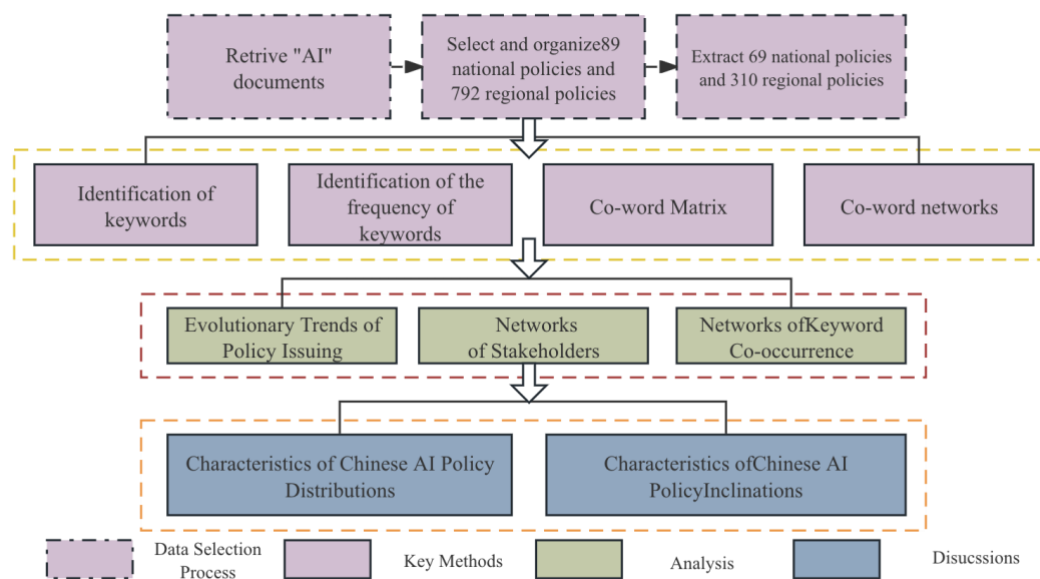 Retrive "AI"
documents
Select and organize89
national policies and
792 regional policies
Extract 69 national policies
and 310 regional policies
Identification of
keywords
Identification of the
frequency of
keywords
Co-word Matrix
Co-word networks
Evolutionary Trends of
Policy Issuing
Networks
of Stakeholders
Networks ofKeyword
Co-occurrence
Characteristics of Chinese AI Policy
Distributions
Characteristics ofChinese AI
PolicyInclinations
Data Selection
Process
Key Methods
Analysis
Disucssions